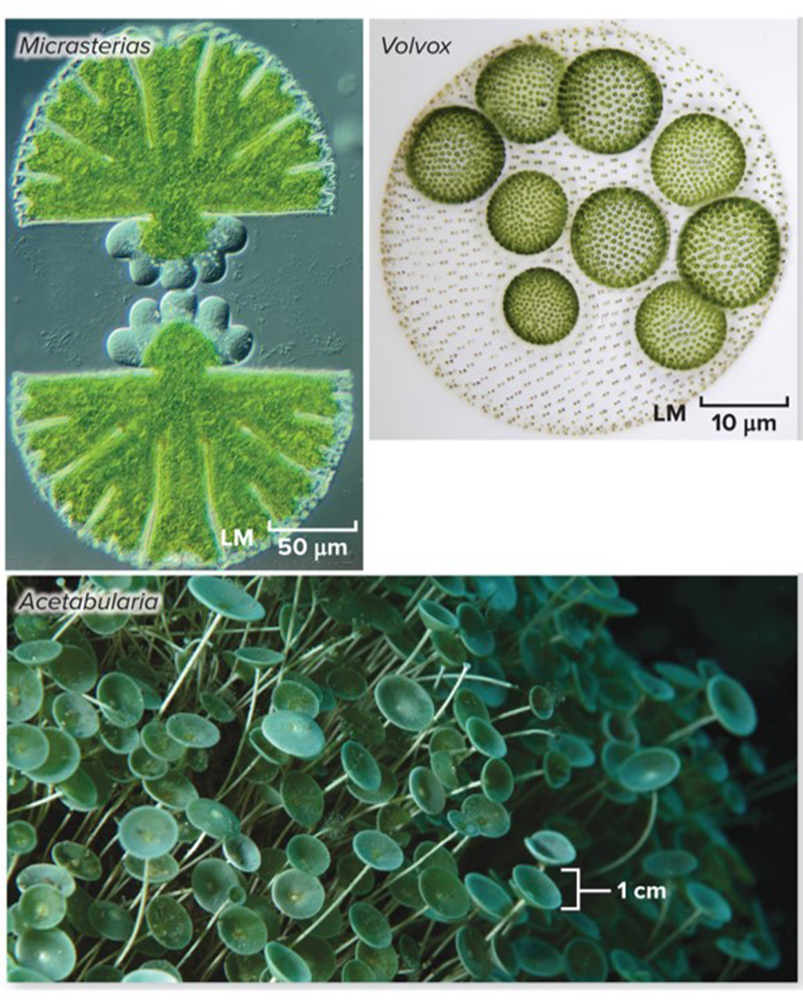 Micrasterias
Volvox
LM
10 µm
LM
50 µm
Acetabularia
1 cm